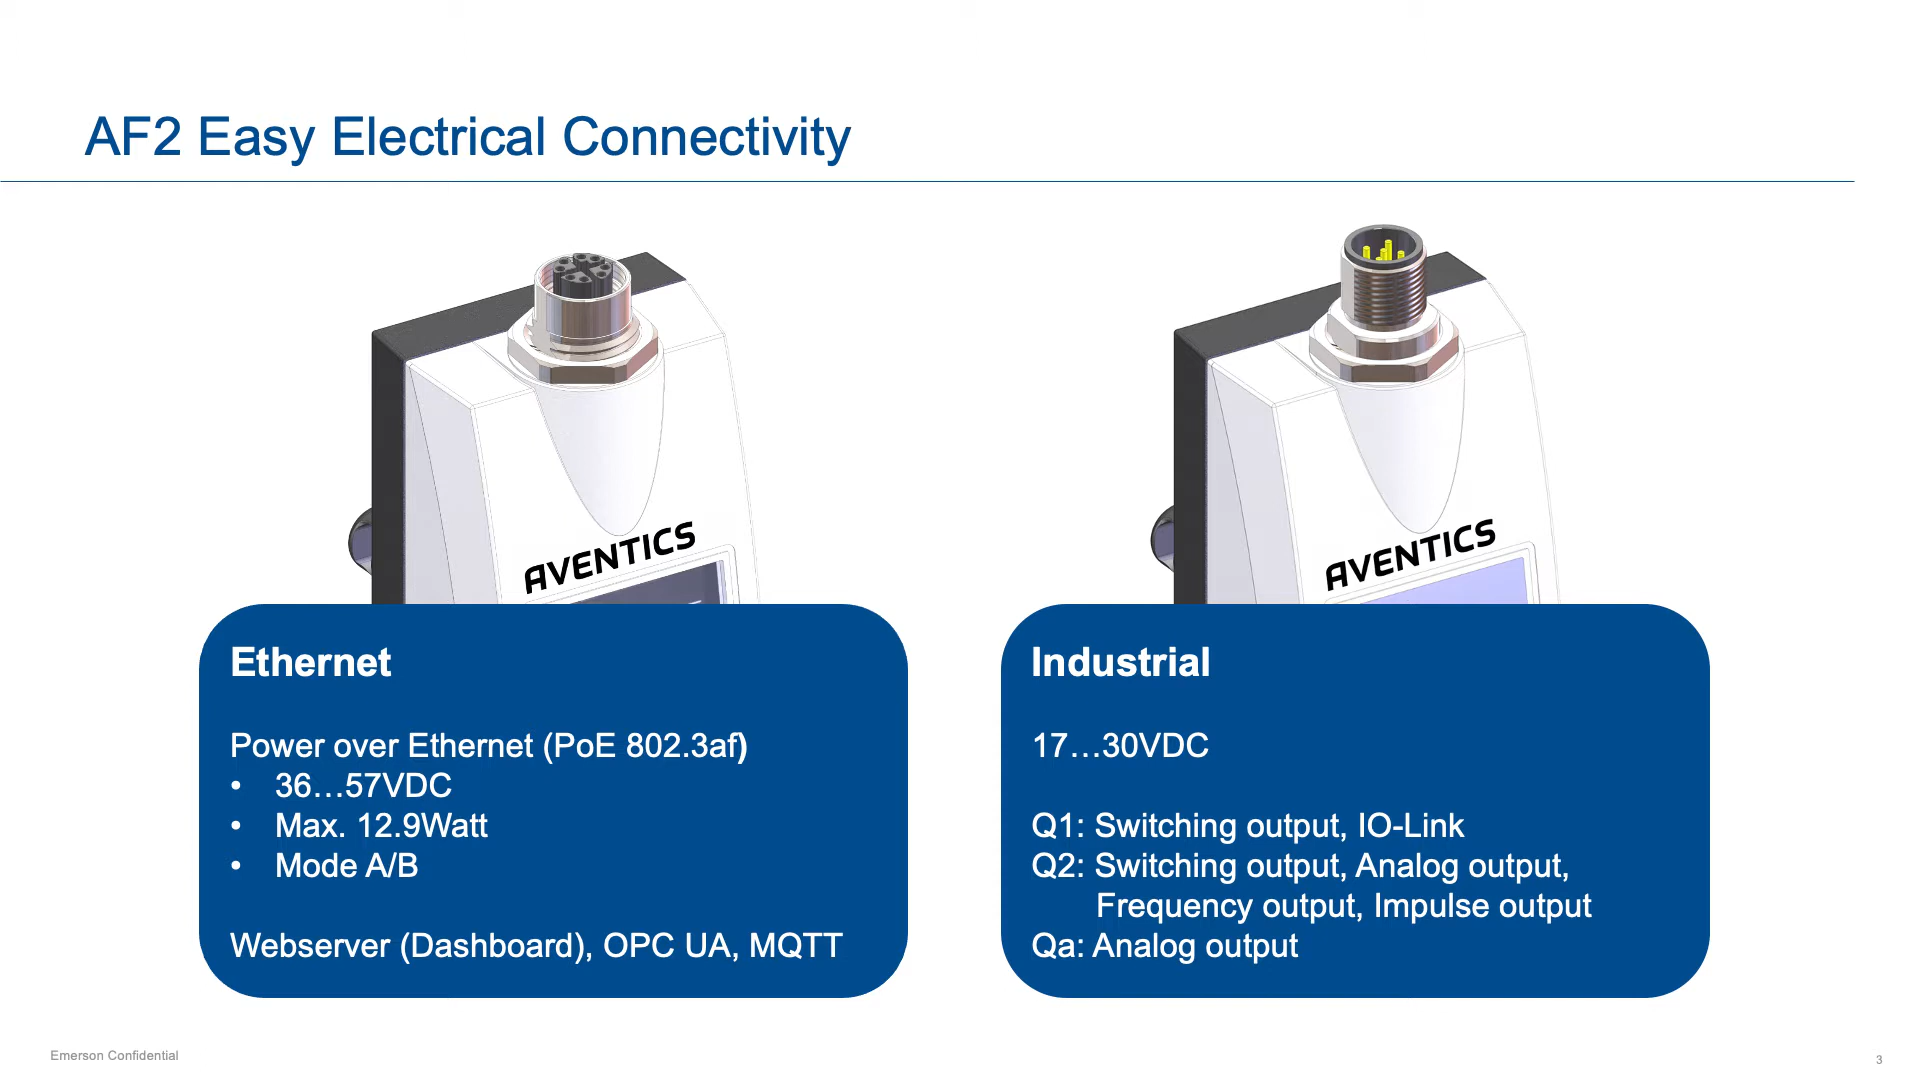 AF2 Easy Electrical Connectivity
AVENTICS
AVENTICS
Ethernet
Power over Ethernet (PoE 802.3af)
• 36…57VDC
• Max. 12.9Watt
• Mode A/B
Webserver (Dashboard), OPC UA, MQTT
Industrial
17…30VDC
Q1: Switching output, IO-Link
Q2: Switching output, Analog output,
Frequency output, Impulse output
Qa: Analog output
Emerson Confidential
3